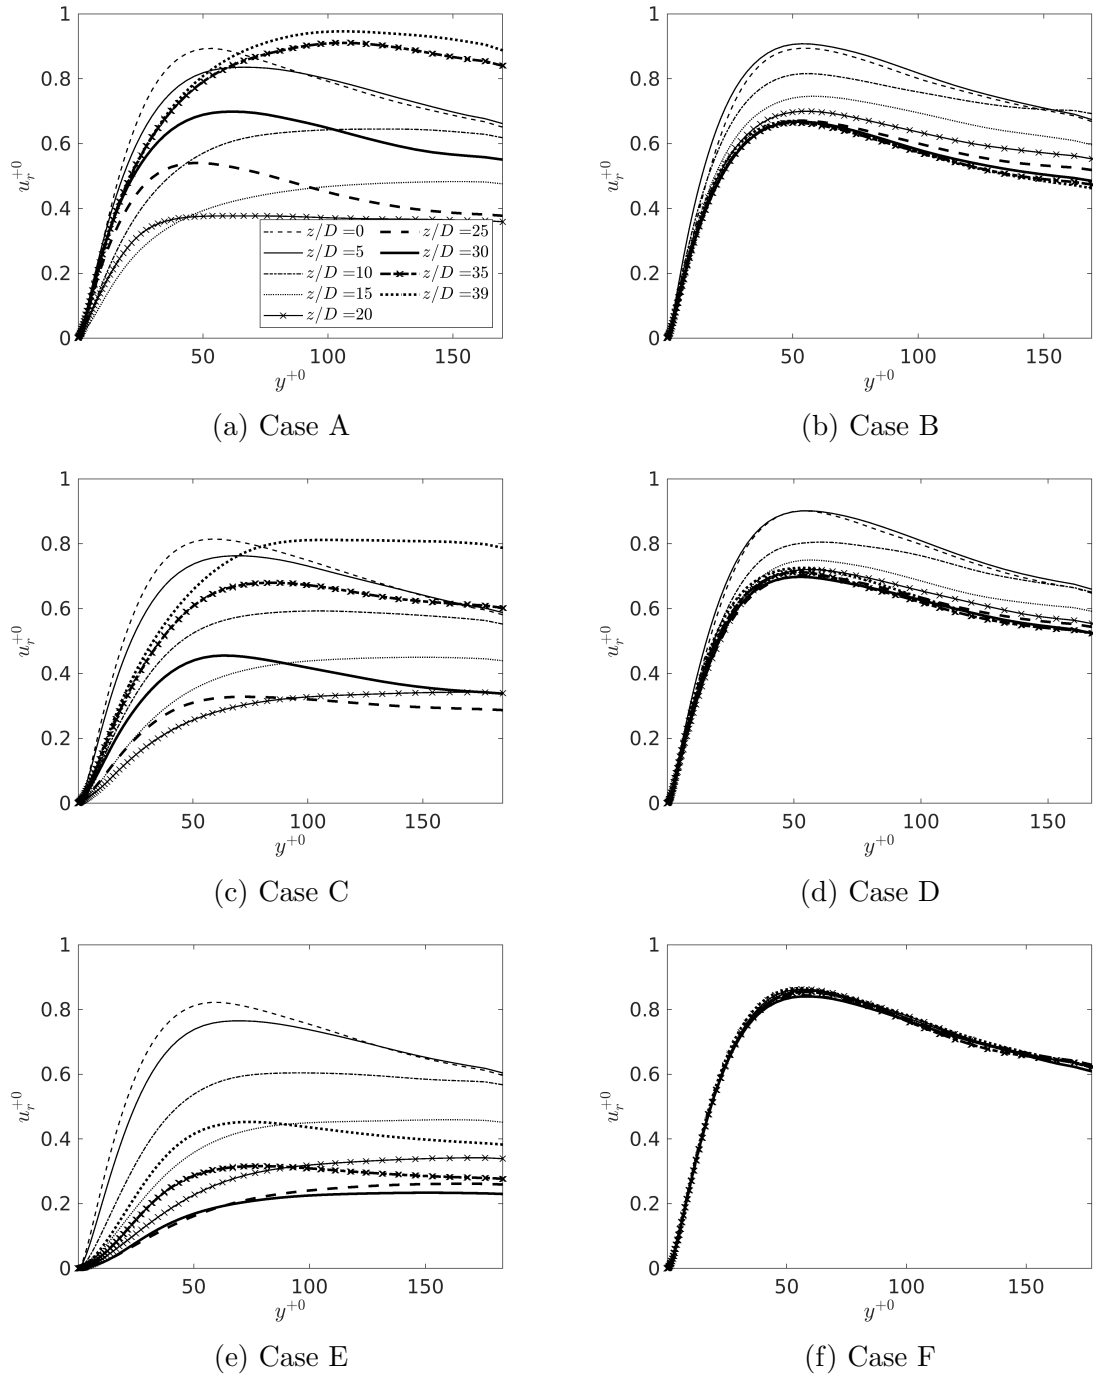 1
0.8
0.6
0.4
0.2
0
50 100 150
u_r^{+0}
y^{+0}
z/D =0
z/D =5
z/D =10
z/D =15
z/D =20
z/D =25
z/D =30
z/D =35
z/D =39
(a) Case A
1
0.8
0.6
0.4
0.2
0
50 100 150
u_r^{+0}
y^{+0}
(b) Case B
1
0.8
0.6
0.4
0.2
0
50 100 150
u_r^{+0}
y^{+0}
(c) Case C
1
0.8
0.6
0.4
0.2
0
50 100 150
u_r^{+0}
y^{+0}
(d) Case D
1
0.8
0.6
0.4
0.2
0
50 100 150
u_r^{+0}
y^{+0}
(e) Case E
1
0.8
0.6
0.4
0.2
0
50 100 150
u_r^{+0}
y^{+0}
(f) Case F